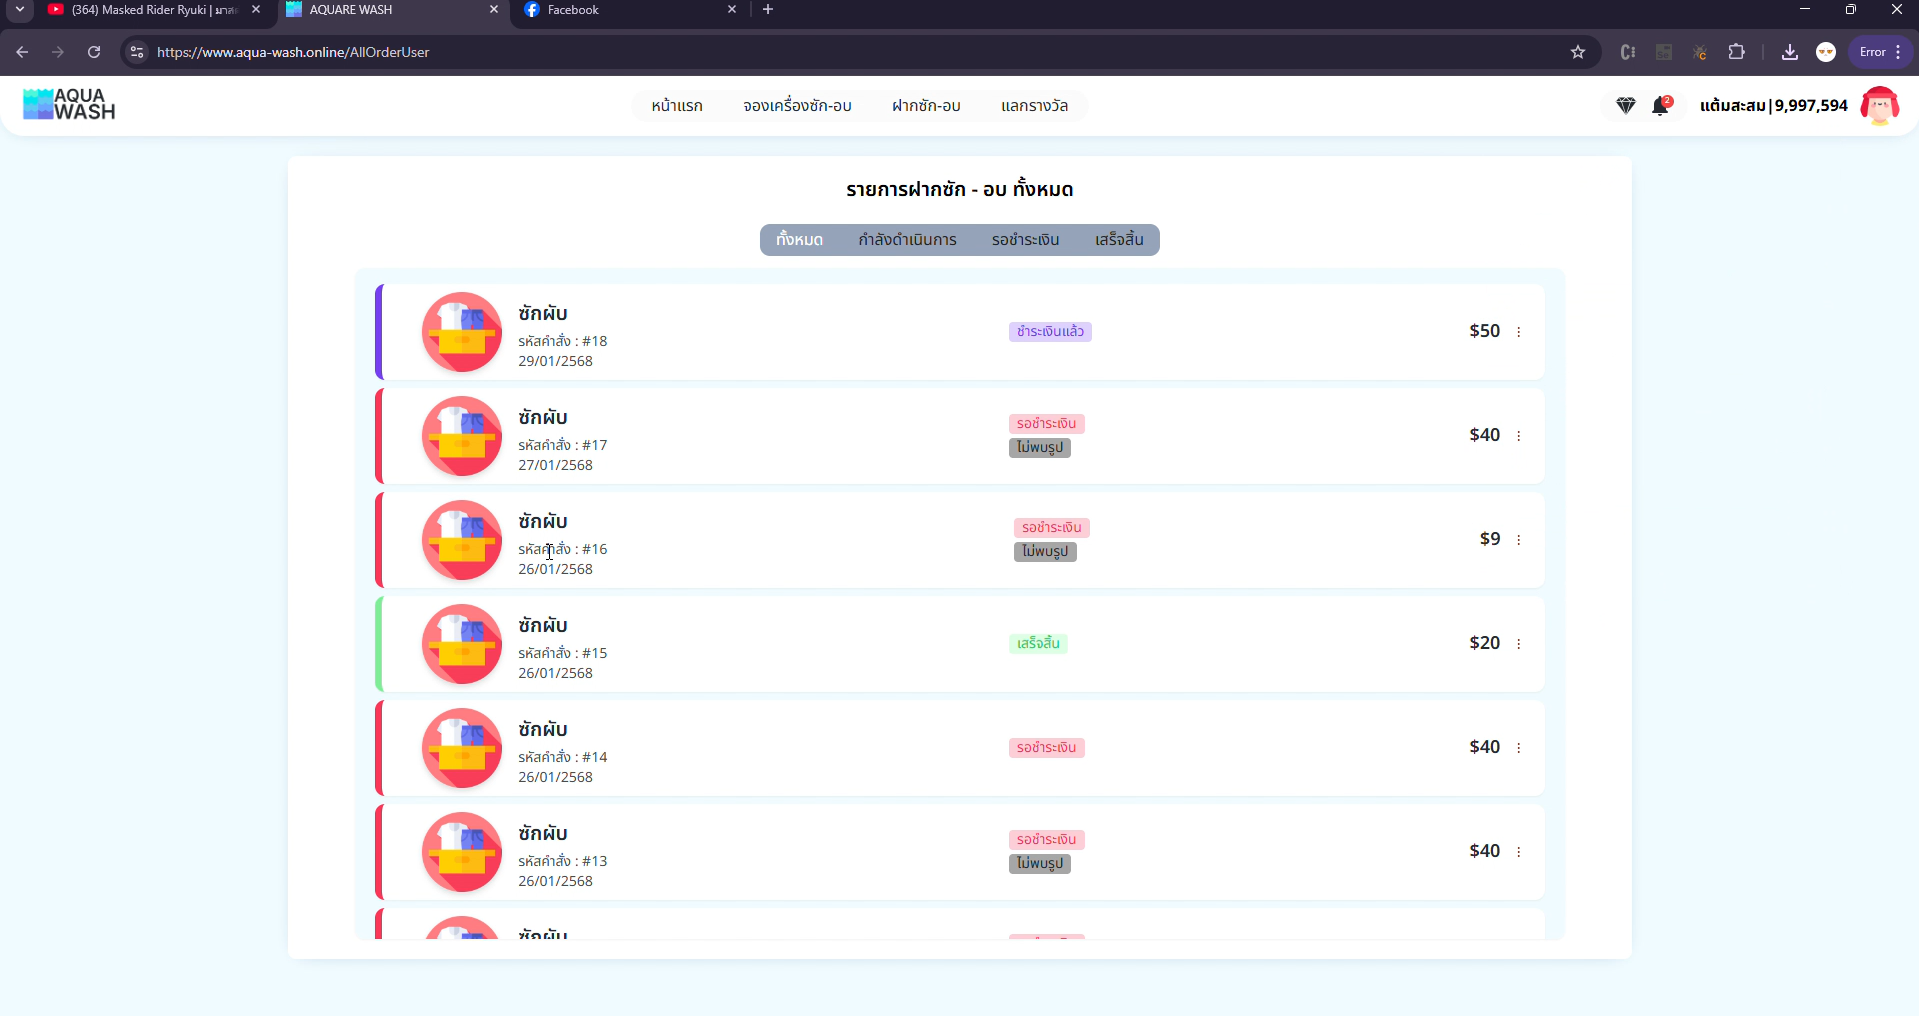 (364) Masked Rider Ryuki | มาสค
AQUARE WASH
Facebook
https://www.aqua-wash.online/AllOrderUser
Error
AQUA
WASH
หน้าแรก
จองเครื่องซัก-อบ
ฝากซัก-อบ
แลกรางวัล
2
แต้มสะสม|9,997,594
รายการฝากซัก - อบ ทั้งหมด
ทั้งหมด
กำลังดำเนินการ
รอชำระเงิน
เสร็จสิ้น
ซักผับ
รหัสคำสั่ง : #18
29/01/2568
ชำระเงินแล้ว
$50
ซักผับ
รหัสคำสั่ง : #17
27/01/2568
รอชำระเงิน
ไม่พบรูป
$40
ซักผับ
รหัสคำสั่ง : #16
26/01/2568
รอชำระเงิน
ไม่พบรูป
$9
ซักผับ
รหัสคำสั่ง : #15
26/01/2568
เสร็จสิ้น
$20
ซักผับ
รหัสคำสั่ง : #14
26/01/2568
รอชำระเงิน
$40
ซักผับ
รหัสคำสั่ง : #13
26/01/2568
รอชำระเงิน
ไม่พบรูป
$40
ซักผับ